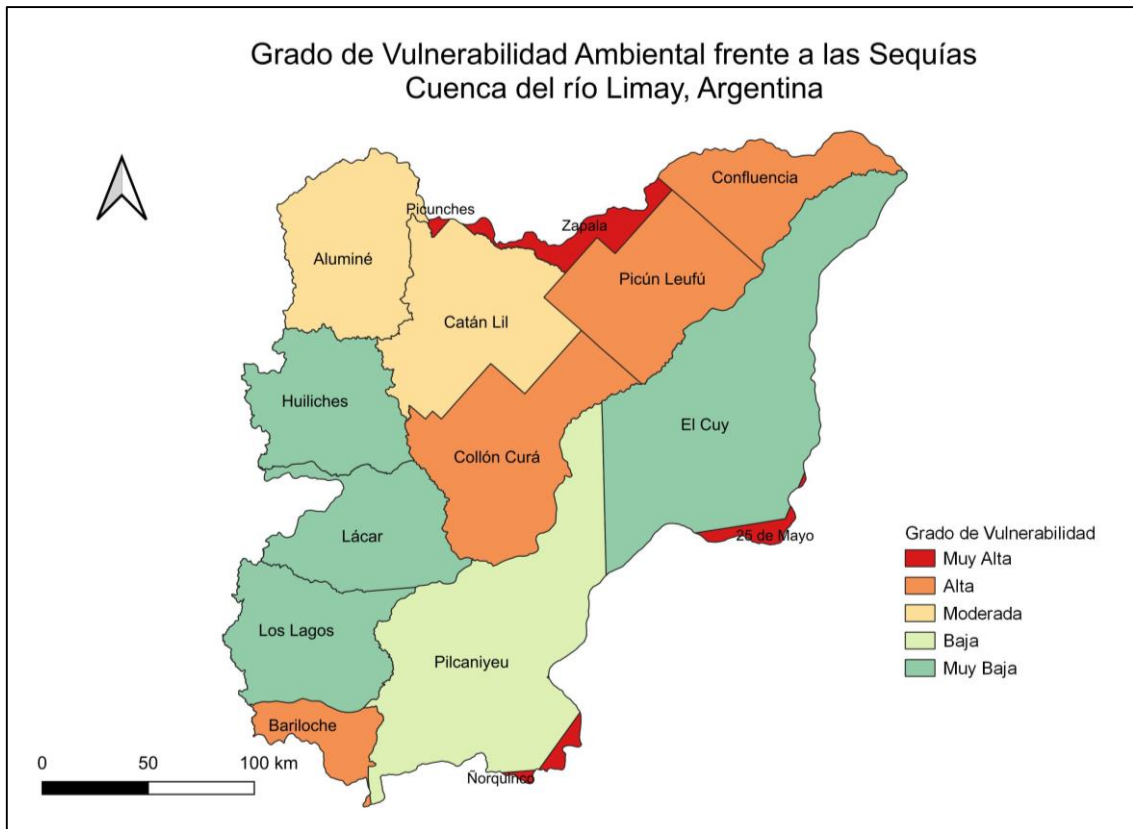 Grado de Vulnerabilidad Ambiental frente a las Sequías
Cuenca del río Limay, Argentina
Confluencia
Picunches
Zapala
Aluminé
Picún Leufú
Catán Lil
Huiliches
El Cuy
Collón Curá
Lácar
25 de Mayo
Los Lagos
Pilcaniyeu
Bariloche
Ñorquinco
Grado de Vulnerabilidad
Muy Alta
Alta
Moderada
Baja
Muy Baja
0 50 100 km